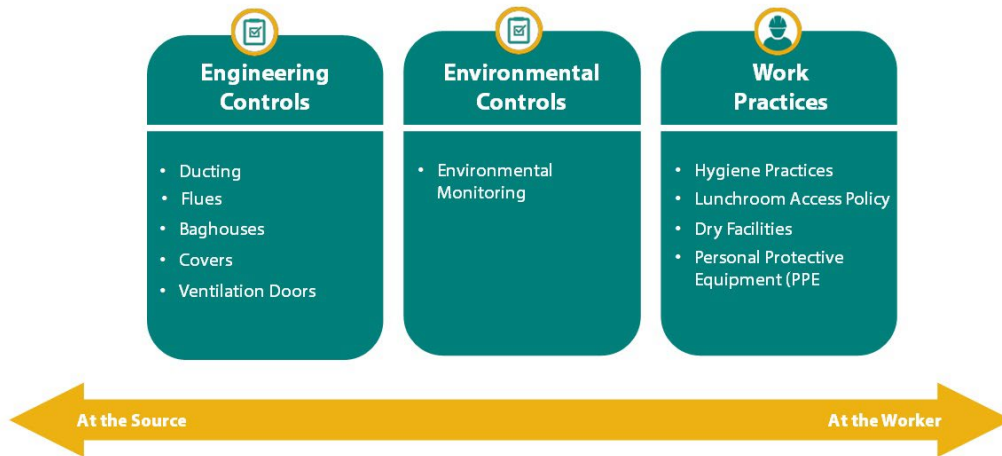 Engineering
Controls
• Ducting
• Flues
• Baghouses
• Covers
• Ventilation Doors
Environmental
Controls
• Environmental
Monitoring
Work
Practices
• Hygiene Practices
• Lunchroom Access Policy
• Dry Facilities
• Personal Protective
Equipment (PPE
At the Source
At the Worker